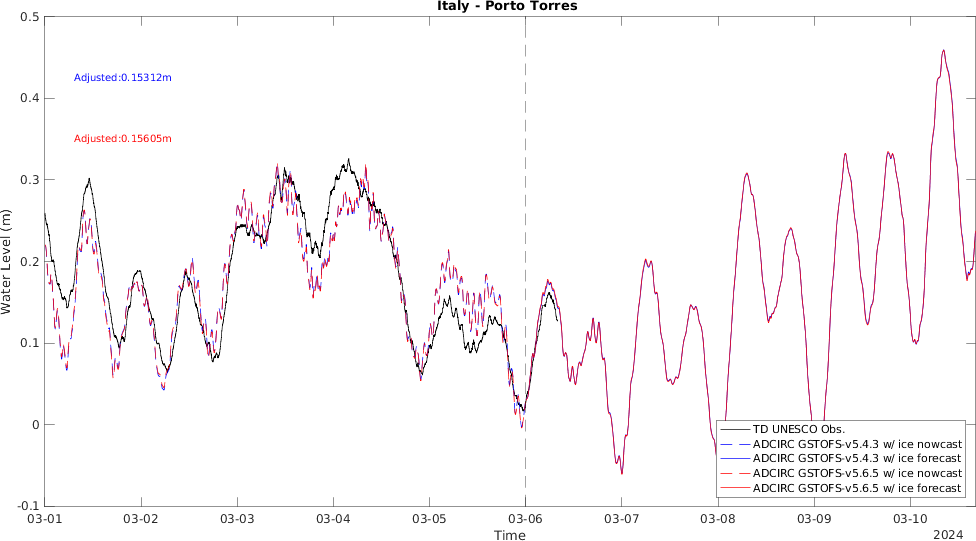 Italy - Porto Torres
0.5
0.4
0.3
0.2
0.1
0
-0.1
Water Level (m)
Adjusted:0.15312m
Adjusted:0.15605m
TD UNESCO Obs.
ADCIRC GSTOFS-v5.4.3 w/ ice nowcast
ADCIRC GSTOFS-v5.4.3 w/ ice forecast
ADCIRC GSTOFS-v5.6.5 w/ ice nowcast
ADCIRC GSTOFS-v5.6.5 w/ ice forecast
03-01 03-02 03-03 03-04 03-05 03-06 03-07 03-08 03-09 03-10
Time
2024